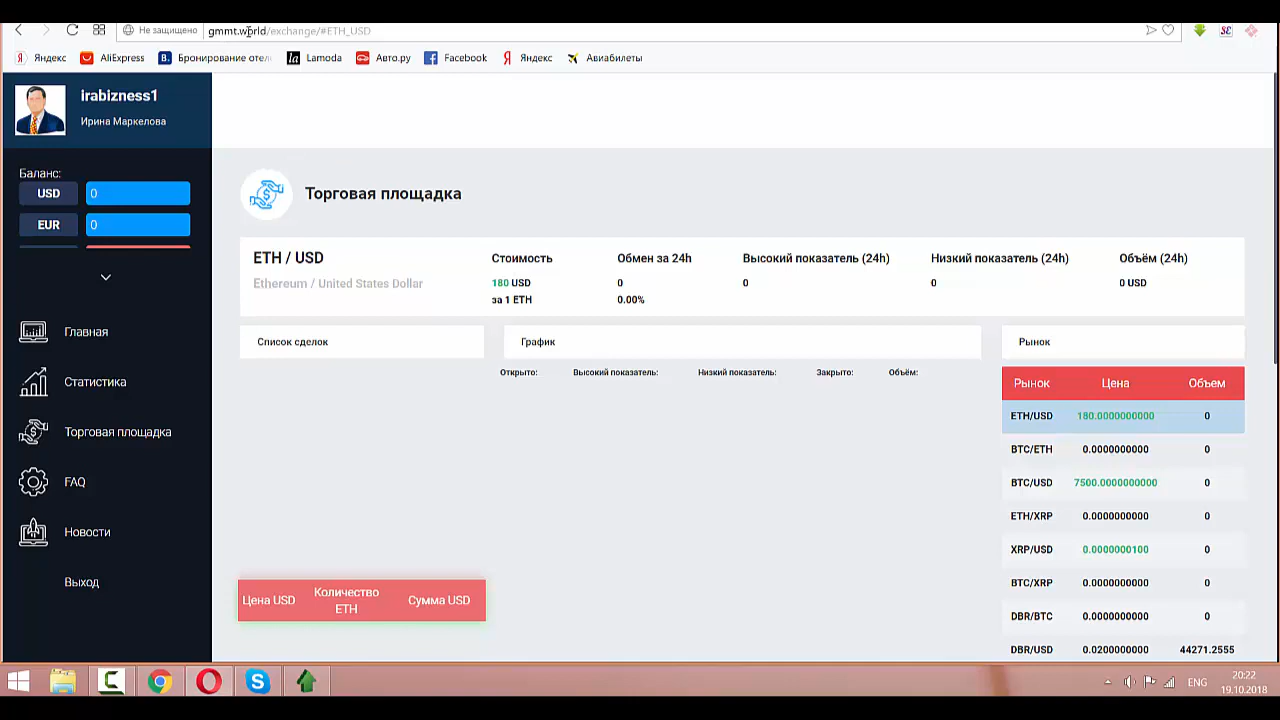 Не защищено
gmmt.world/exchange/#ETH_USD
Яндекс
AliExpress
B. Бронирование отел
la Lamoda
Авто.ру
Facebook
Яндекс
Авиабилеты
irabizness1
Ирина Маркелова
Баланс:
USD 0
EUR 0
Главная
Статистика
Торговая площадка
FAQ
Новости
Выход
Торговая площадка
ETH / USD
Ethereum / United States Dollar
Стоимость
180 USD
за 1 ETH
Обмен за 24h
0
0.00%
Высокий показатель (24h)
0
Низкий показатель (24h)
0
Объём (24h)
0 USD
Список сделок
График
Открыто: Высокий показатель: Низкий показатель: Закрыто: Объём:
Цена USD
Количество
ETH
Сумма USD
Рынок
Рынок Цена Объем
ETH/USD 180.0000000000 0
BTC/ETH 0.0000000000 0
BTC/USD 7500.0000000000 0
ETH/XRP 0.0000000000 0
XRP/USD 0.0000000100 0
BTC/XRP 0.0000000000 0
DBR/BTC 0.0000000000 0
DBR/USD 0.0200000000 44271.2555
ENG
20:22
19.10.2018